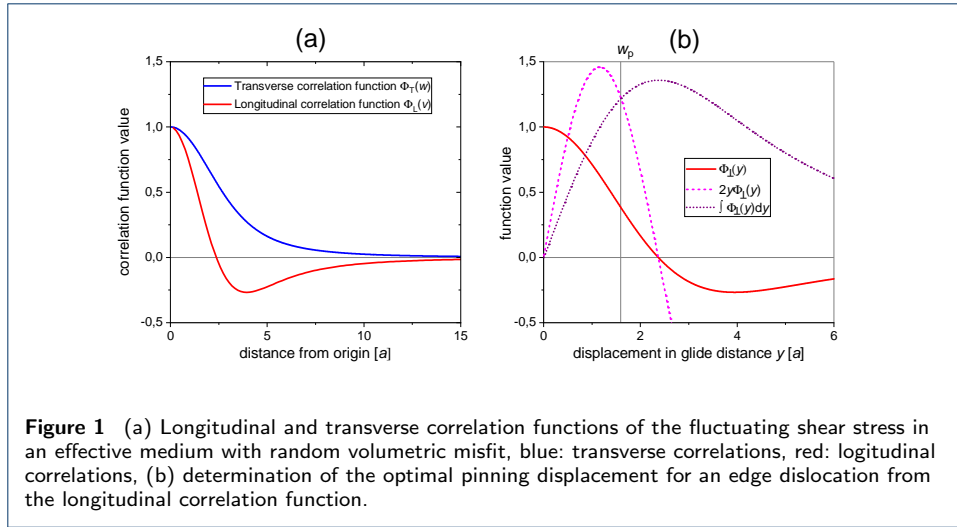 (a)
Transverse correlation function Φ_T(w)
Longitudinal correlation function Φ_L(v)
1,5
1,0
0,5
0,0
-0,5
correlation function value
0
5
10
15
distance from origin [a]
(b)
w_p
Φ_⊥(y)
2yΦ_⊥(y)
∫ Φ_⊥(y)dy
1,5
1,0
0,5
0,0
-0,5
function value
0
2
4
6
displacement in glide distance y [a]
Figure 1 (a) Longitudinal and transverse correlation functions of the fluctuating shear stress in
an effective medium with random volumetric misfit, blue: transverse correlations, red: logitudinal
correlations, (b) determination of the optimal pinning displacement for an edge dislocation from
the longitudinal correlation function.